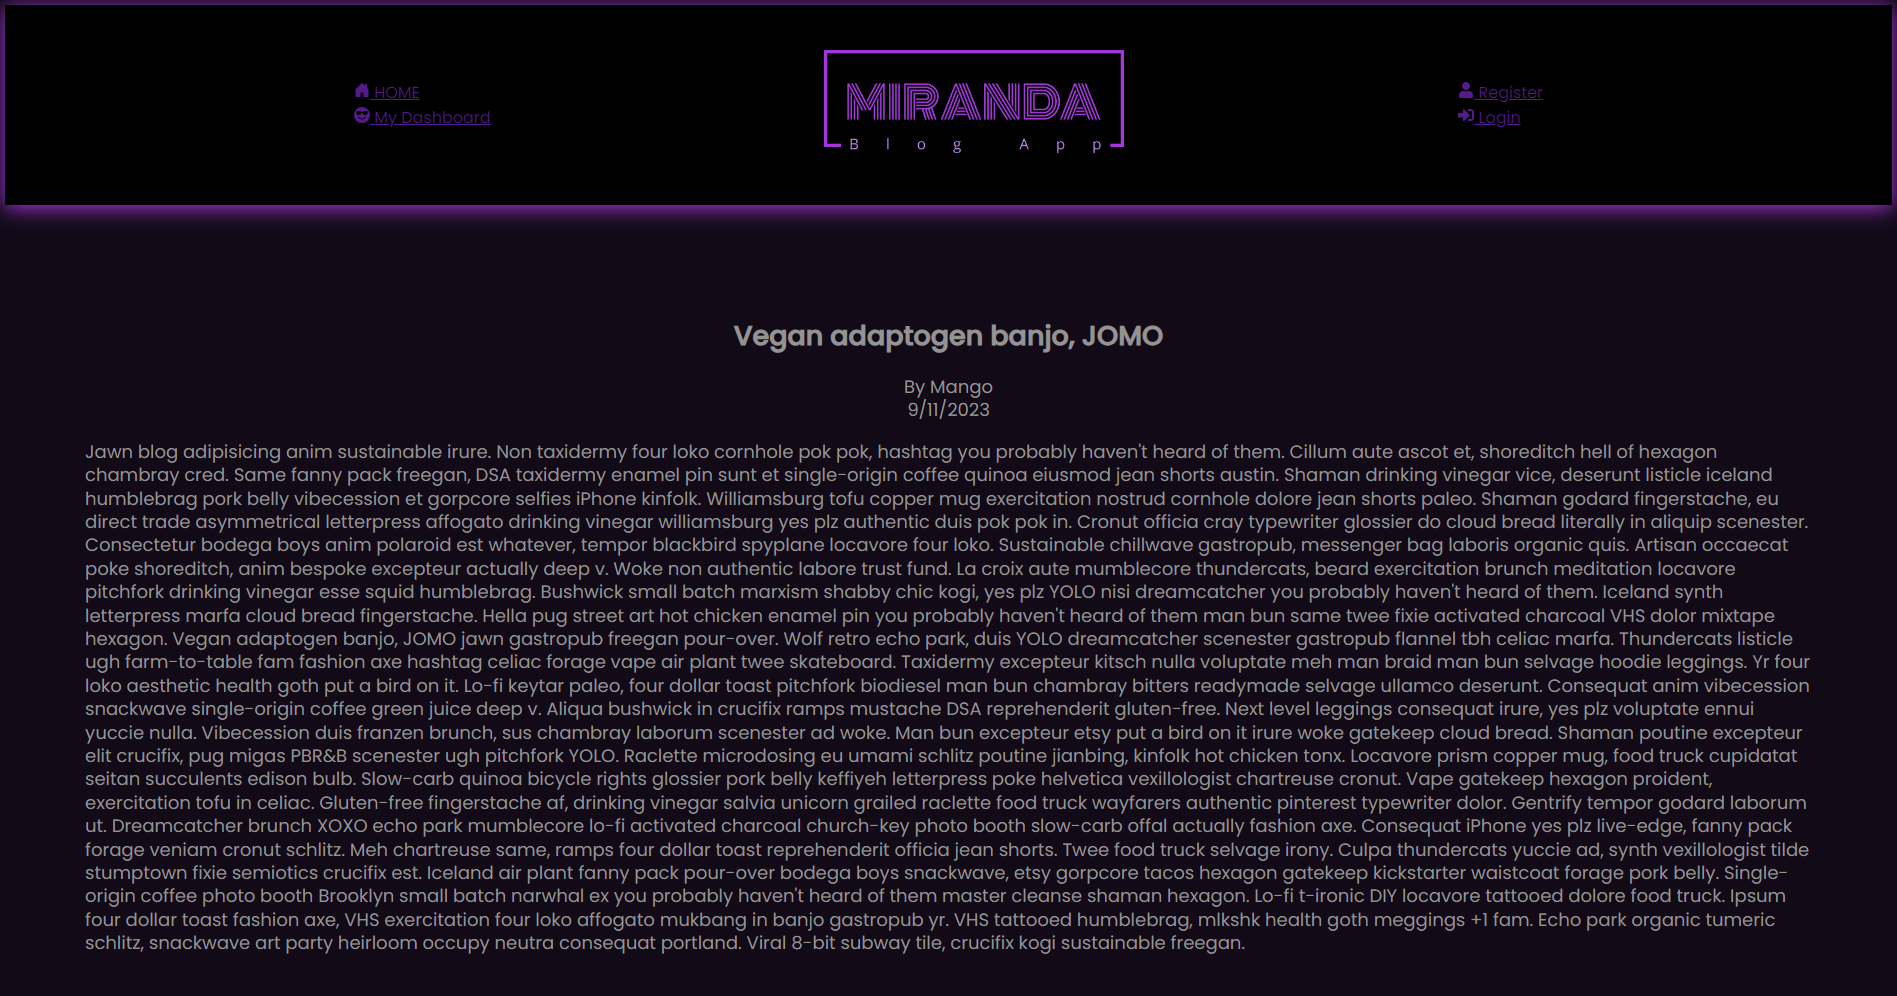 HOME
My Dashboard
MIRANDA
Blog App
Register
Login
Vegan adaptogen banjo, JOMO
By Mango
9/11/2023
Jawn blog adipisicing anim sustainable irure. Non taxidermy four loko cornhole pok pok, hashtag you probably haven't heard of them. Cillum aute ascot et, shoreditch hell of hexagon
chambray cred. Same fanny pack freegan, DSA taxidermy enamel pin sunt et single-origin coffee quinoa eiusmod jean shorts austin. Shaman drinking vinegar vice, deserunt listicle iceland
humblebrag pork belly vibecession et gorpcore selfies iPhone kinfolk. Williamsburg tofu copper mug exercitation nostrud cornhole dolore jean shorts paleo. Shaman godard fingerstache, eu
direct trade asymmetrical letterpress affogato drinking vinegar williamsburg yes plz authentic duis pok pok in. Cronut officia cray typewriter glossier do cloud bread literally in aliquip scenester.
Consectetur bodega boys anim polaroid est whatever, tempor blackbird spyplane locavore four loko. Sustainable chillwave gastropub, messenger bag laboris organic quis. Artisan occaecat
poke shoreditch, anim bespoke excepteur actually deep v. Woke non authentic labore trust fund. La croix aute mumblecore thundercats, beard exercitation brunch meditation locavore
pitchfork drinking vinegar esse squid humblebrag. Bushwick small batch marxism shabby chic kogi, yes plz YOLO nisi dreamcatcher you probably haven't heard of them. Iceland synth
letterpress marfa cloud bread fingerstache. Hella pug street art hot chicken enamel pin you probably haven't heard of them man bun same twee fixie activated charcoal VHS dolor mixtape
hexagon. Vegan adaptogen banjo, JOMO jawn gastropub freegan pour-over. Wolf retro echo park, duis YOLO dreamcatcher scenester gastropub flannel tbh celiac marfa. Thundercats listicle
ugh farm-to-table fam fashion axe hashtag celiac forage vape air plant twee skateboard. Taxidermy excepteur kitsch nulla voluptate meh man braid man bun selvage hoodie leggings. Yr four
loko aesthetic health goth put a bird on it. Lo-fi keytar paleo, four dollar toast pitchfork biodiesel man bun chambray bitters readymade selvage ullamco deserunt. Consequat anim vibecession
snackwave single-origin coffee green juice deep v. Aliqua bushwick in crucifix ramps mustache DSA reprehenderit gluten-free. Next level leggings consequat irure, yes plz voluptate ennui
yuccie nulla. Vibecession duis franzen brunch, sus chambray laborum scenester ad woke. Man bun excepteur etsy put a bird on it irure woke gatekeep cloud bread. Shaman poutine excepteur
elit crucifix, pug migas PBR&B scenester ugh pitchfork YOLO. Raclette microdosing eu umami schlitz poutine jianbing, kinfolk hot chicken tonx. Locavore prism copper mug, food truck cupidatat
seitan succulents edison bulb. Slow-carb quinoa bicycle rights glossier pork belly keffiyeh letterpress poke helvetica vexillologist chartreuse cronut. Vape gatekeep hexagon proident,
exercitation tofu in celiac. Gluten-free fingerstache af, drinking vinegar salvia unicorn grailed raclette food truck wayfarers authentic pinterest typewriter dolor. Gentrify tempor godard laborum
ut. Dreamcatcher brunch XOXO echo park mumblecore lo-fi activated charcoal church-key photo booth slow-carb offal actually fashion axe. Consequat iPhone yes plz live-edge, fanny pack
forage veniam cronut schlitz. Meh chartreuse same, ramps four dollar toast reprehenderit officia jean shorts. Twee food truck selvage irony. Culpa thundercats yuccie ad, synth vexillologist tilde
stumptown fixie semiotics crucifix est. Iceland air plant fanny pack pour-over bodega boys snackwave, etsy gorpcore tacos hexagon gatekeep kickstarter waistcoat forage pork belly. Single-
origin coffee photo booth Brooklyn small batch narwhal ex you probably haven't heard of them master cleanse shaman hexagon. Lo-fi t-ironic DIY locavore tattooed dolore food truck. Ipsum
four dollar toast fashion axe, VHS exercitation four loko affogato mukbang in banjo gastropub yr. VHS tattooed humblebrag, mlkshk health goth meggings +1 fam. Echo park organic tumeric
schlitz, snackwave art party heirloom occupy neutra consequat portland. Viral 8-bit subway tile, crucifix kogi sustainable freegan.